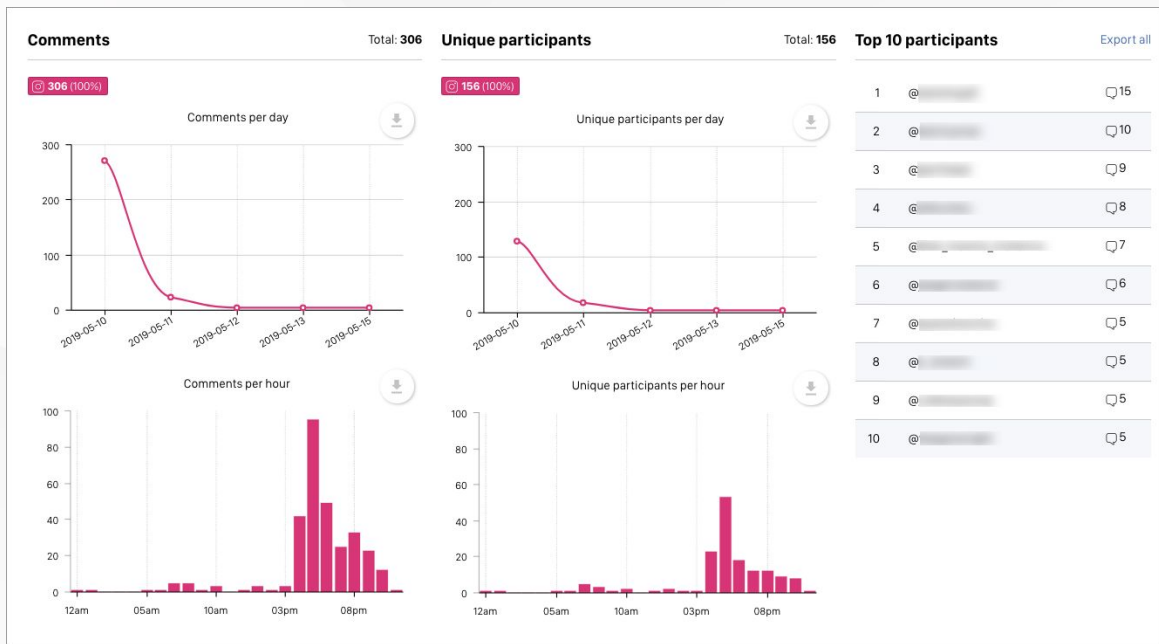 Comments Total: 306
306 (100%)
Comments per day
300
200
100
0
2019-05-10 2019-05-11 2019-05-12 2019-05-13 2019-05-15
Comments per hour
100
80
60
40
20
0
12am 05am 10am 03pm 08pm
Unique participants Total: 156
156 (100%)
Unique participants per day
300
200
100
0
2019-05-10 2019-05-11 2019-05-12 2019-05-13 2019-05-15
Unique participants per hour
100
80
60
40
20
0
12am 05am 10am 03pm 08pm
Top 10 participants Export all
1 @ 15
2 @ 10
3 @ 9
4 @ 8
5 @ 7
6 @ 6
7 @ 5
8 @ 5
9 @ 5
10 @ 5